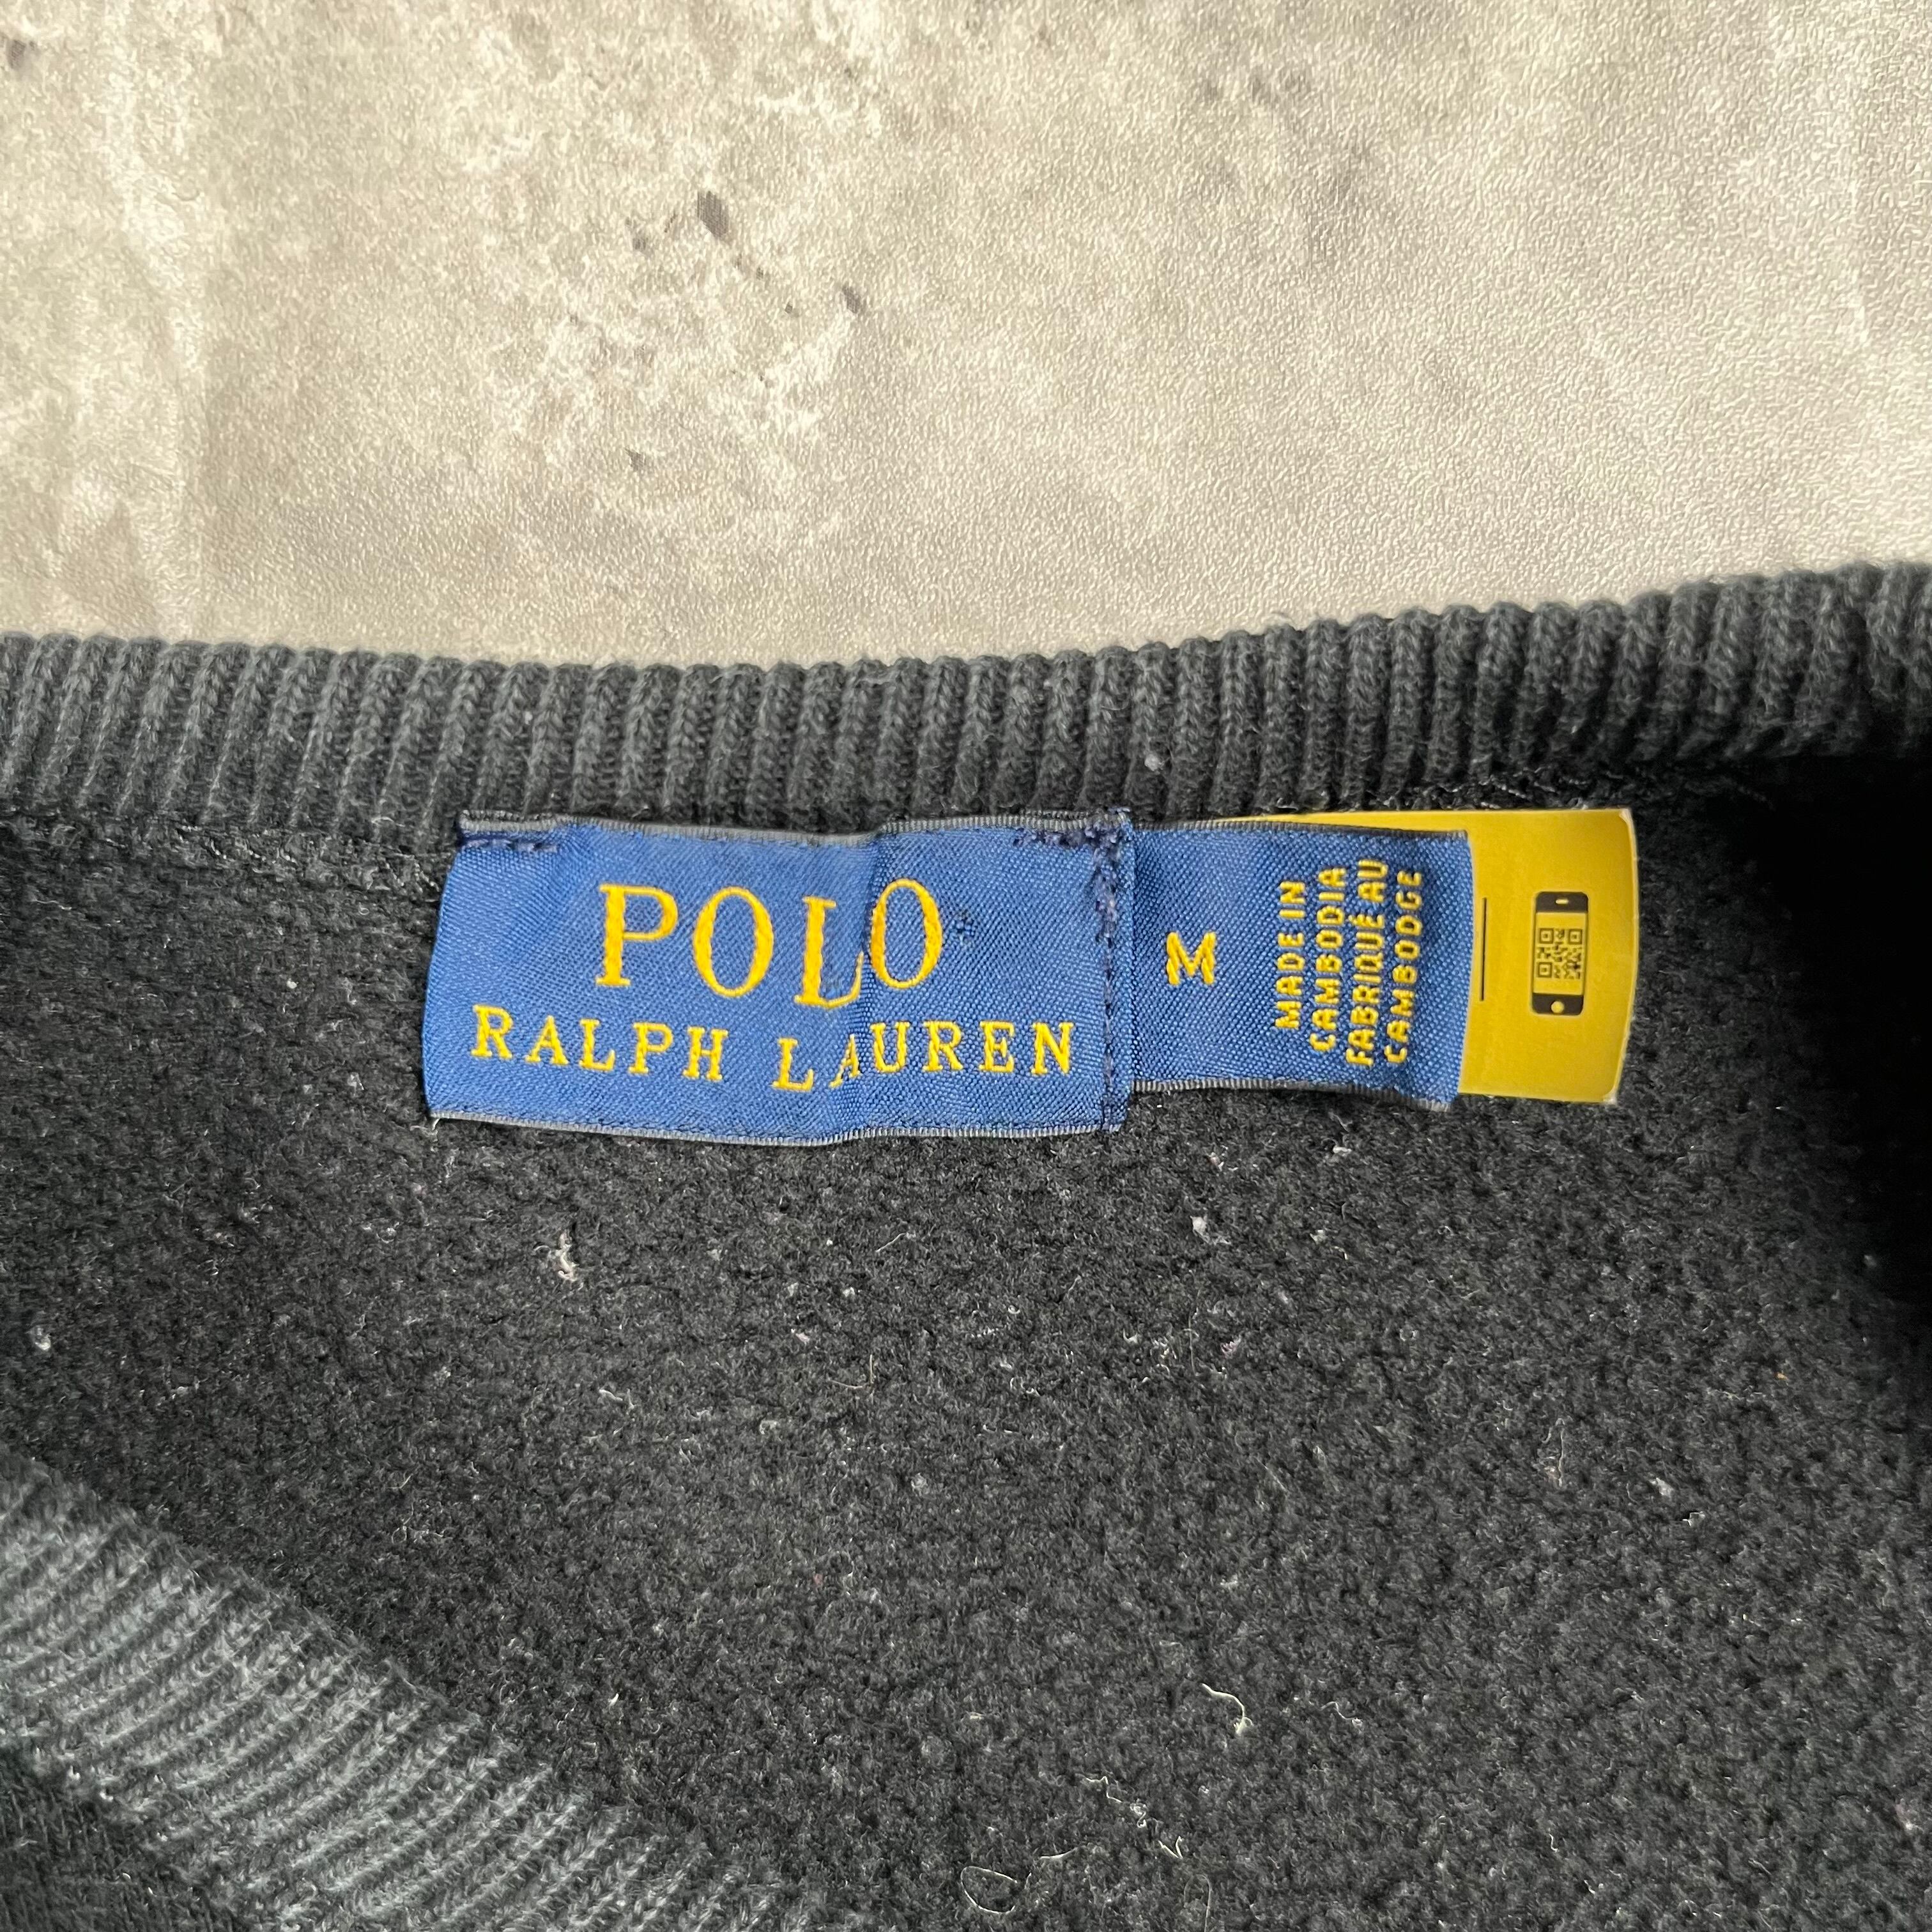 POLO
RALPH LAUREN
M
MADE IN
CAMBODIA
FABRIQUÉ AU
CAMBODGE